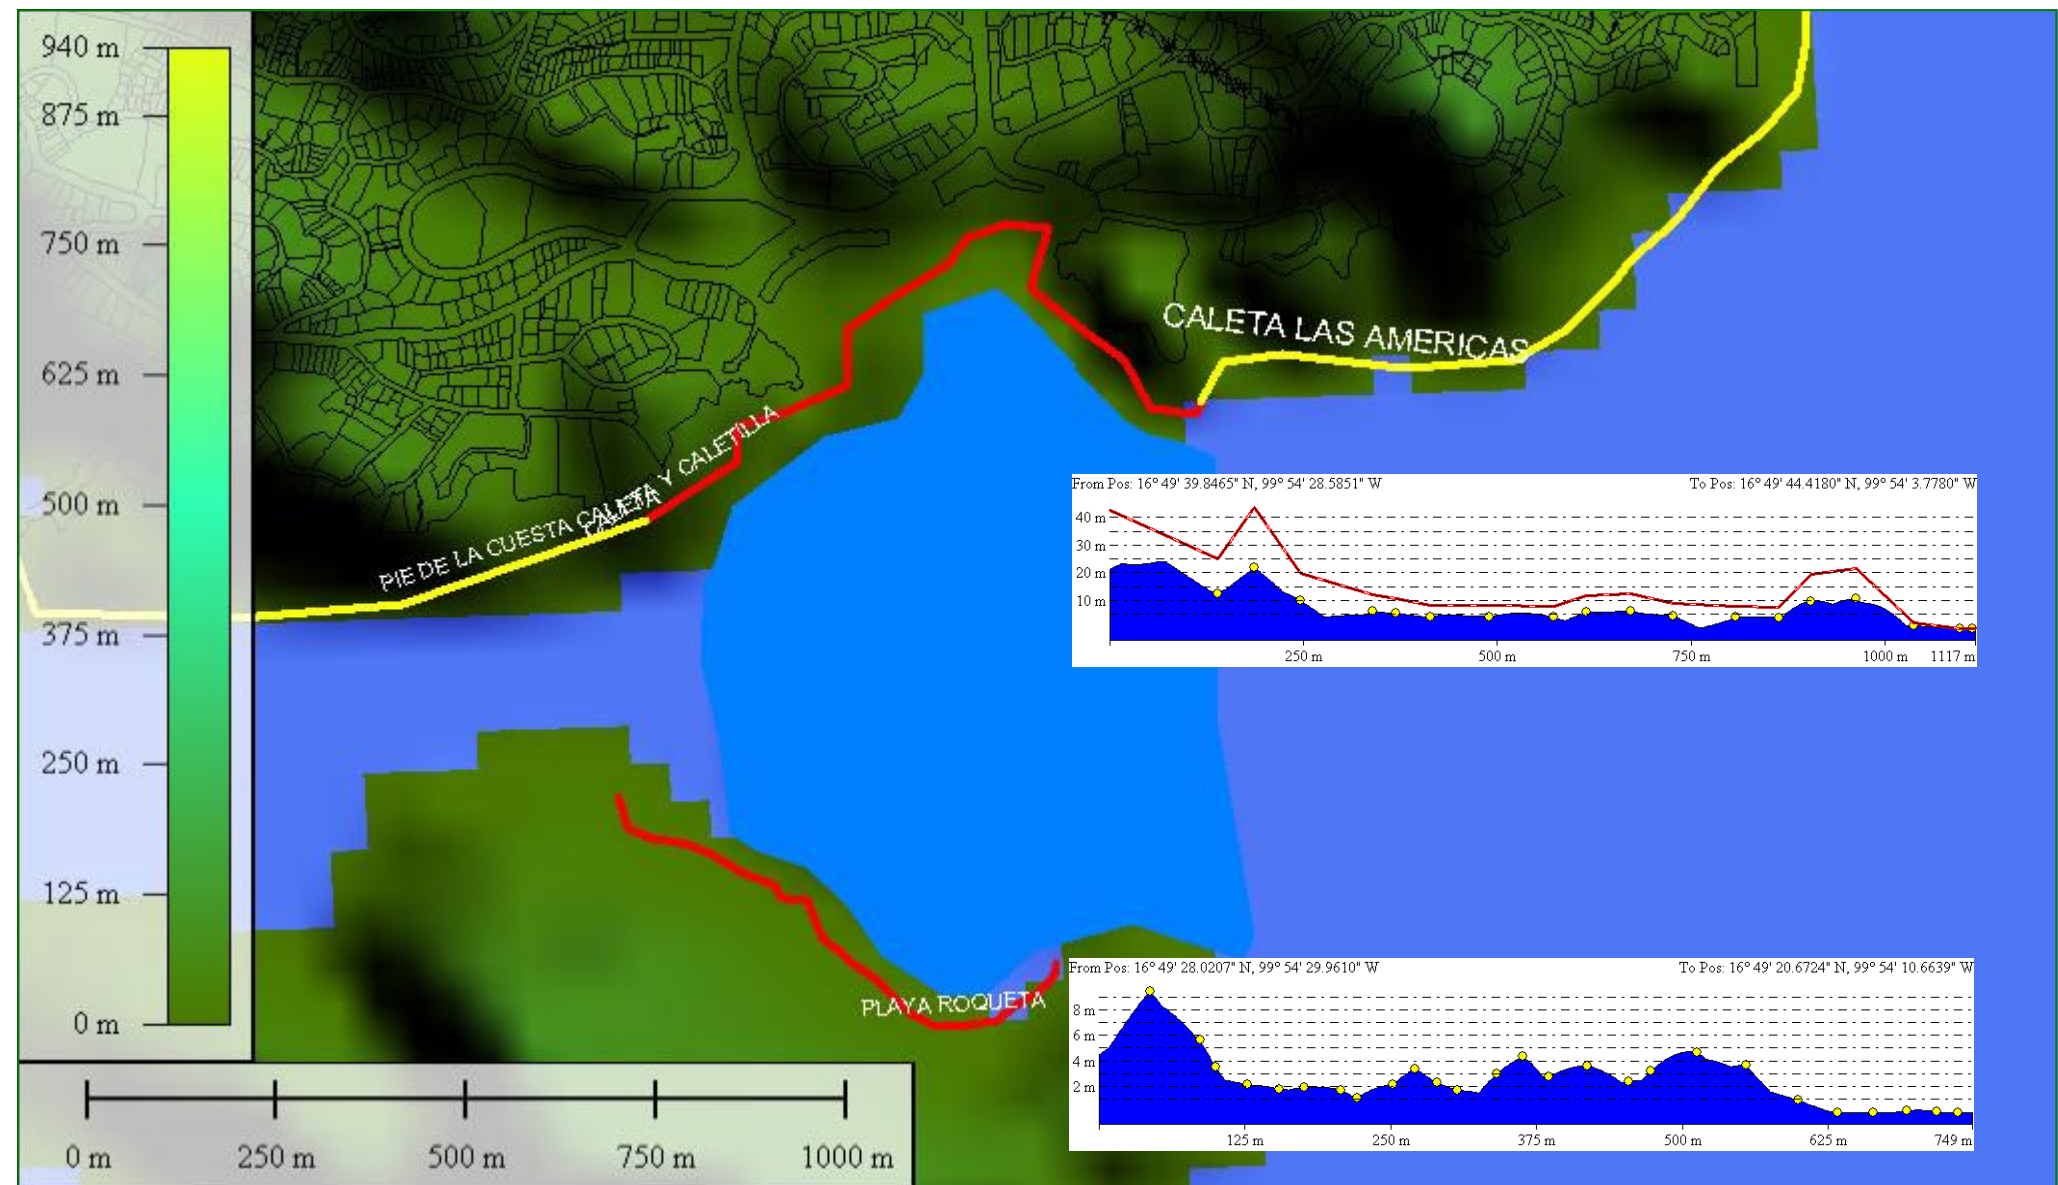 940 m
875 m
750 m
625 m
500 m
375 m
250 m
125 m
0 m
CALETA LAS AMERICAS
PIE DE LA CUESTA CALETA Y CALETILLA
CALETA
From Pos: 16° 49' 39.8465" N, 99° 54' 28.5851" W To Pos: 16° 49' 44.4180" N, 99° 54' 3.7780" W
40 m
30 m
20 m
10 m
250 m 500 m 750 m 1000 m 1117 m
PLAYA ROQUETA
From Pos: 16° 49' 28.0207" N, 99° 54' 29.9610" W To Pos: 16° 49' 20.6724" N, 99° 54' 10.6639" W
8 m
6 m
4 m
2 m
125 m 250 m 375 m 500 m 625 m 749 m
0 m 250 m 500 m 750 m 1000 m